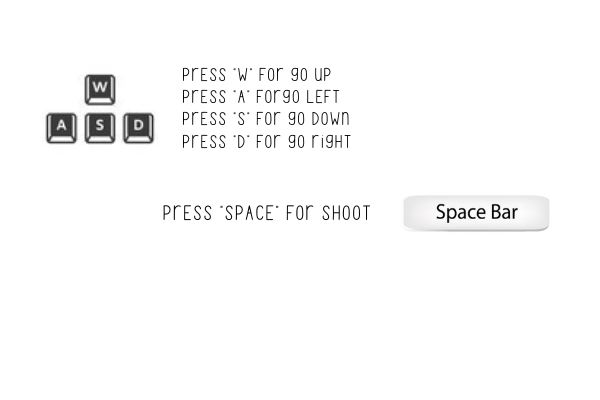 W
A S D
PRESS "W" FOR GO UP
PRESS "A" FORGO LEFT
PRESS "S" FOR GO DOWN
PRESS "D" FOR GO RIGHT
PRESS "SPACE" FOR SHOOT
Space Bar